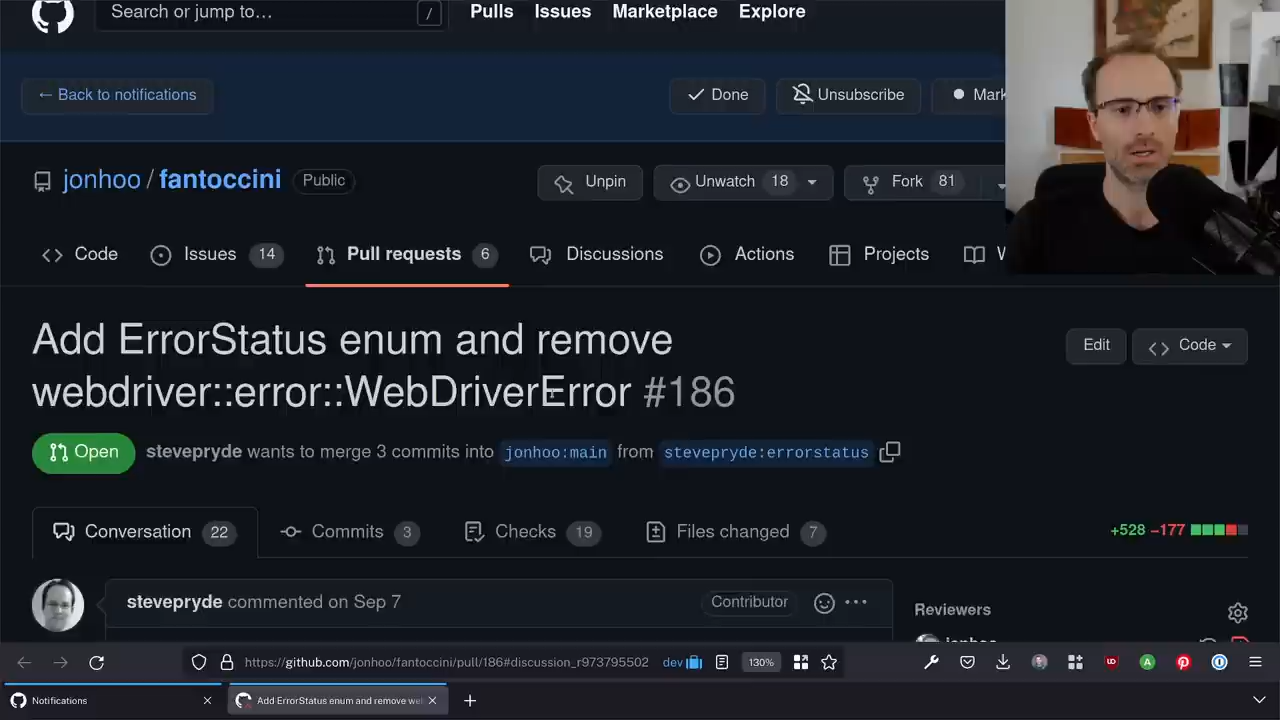 Search or jump to…
/
Pulls
Issues
Marketplace
Explore
← Back to notifications
Done
Unsubscribe
jonhoo / fantoccini
Public
Unpin
Unwatch 18
Fork 81
Code
Issues 14
Pull requests 6
Discussions
Actions
Projects
Add ErrorStatus enum and remove
webdriver::error::WebDriverError #186
Edit
Code
Open
stevepryde wants to merge 3 commits into jonhoo:main from stevepryde:errorstatus
Conversation 22
Commits 3
Checks 19
Files changed 7
+528 −177
stevepryde commented on Sep 7
Contributor
Reviewers
https://github.com/jonhoo/fantoccini/pull/186#discussion_r973795502
dev
130%
Notifications
Add ErrorStatus enum and remove we